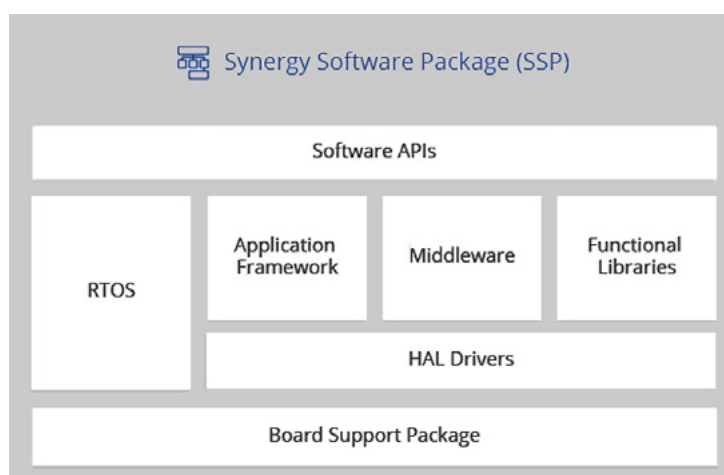 Synergy Software Package (SSP)
Software APIs
RTOS
Application
Framework
Middleware
Functional
Libraries
HAL Drivers
Board Support Package